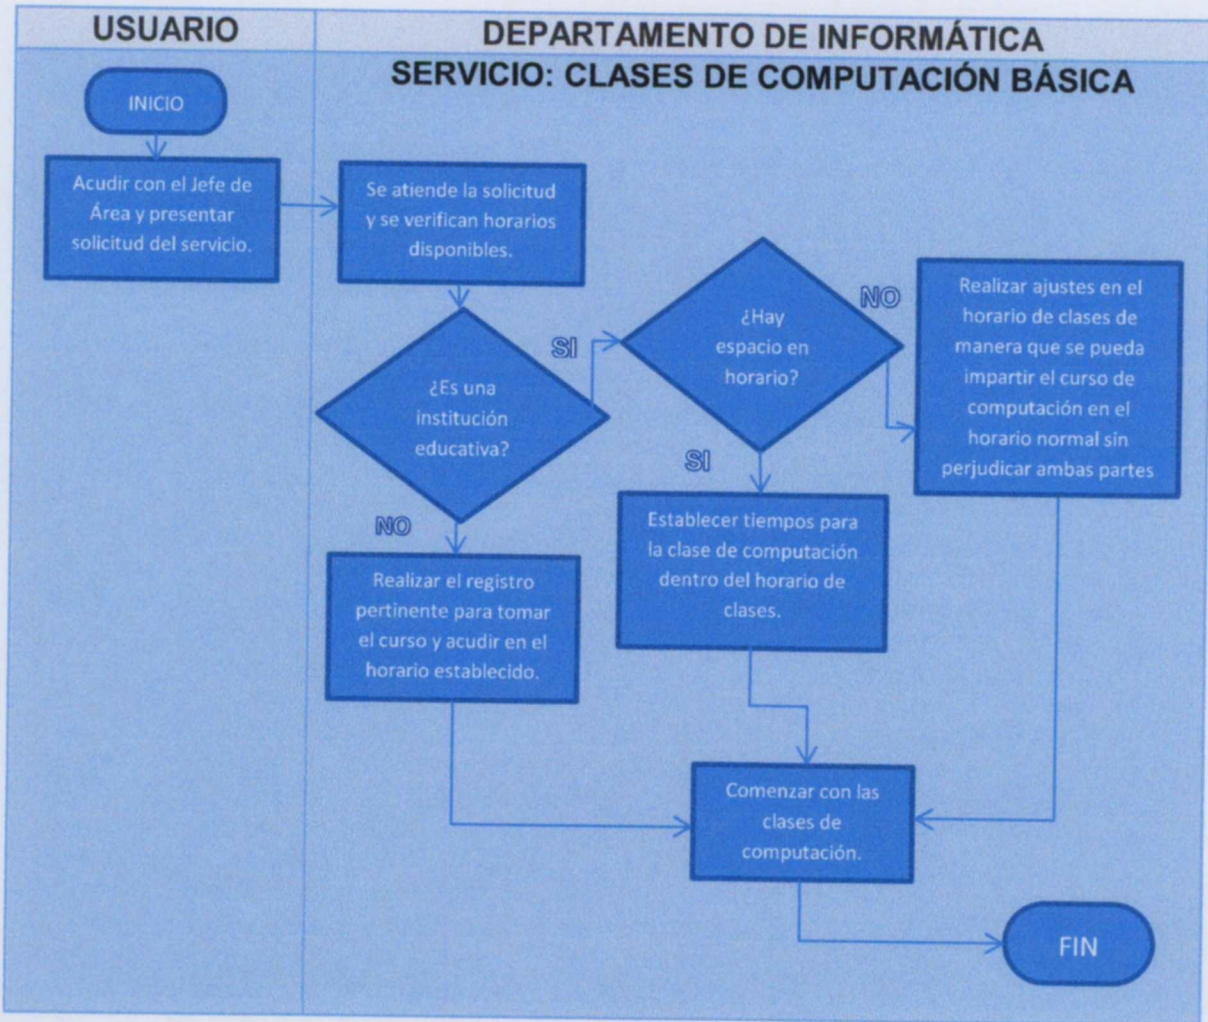 USUARIO
DEPARTAMENTO DE INFORMÁTICA
SERVICIO: CLASES DE COMPUTACIÓN BÁSICA
INICIO
Acudir con el Jefe de
Área y presentar
solicitud del servicio.
Se atiende la solicitud
y se verifican horarios
disponibles.
¿Es una
institución
educativa?
SI
NO
¿Hay
espacio en
horario?
NO
SI
Realizar ajustes en el
horario de clases de
manera que se pueda
impartir el curso de
computación en el
horario normal sin
perjudicar ambas partes
Establecer tiempos para
la clase de computación
dentro del horario de
clases.
Realizar el registro
pertinente para tomar
el curso y acudir en el
horario establecido.
Comenzar con las
clases de
computación.
FIN